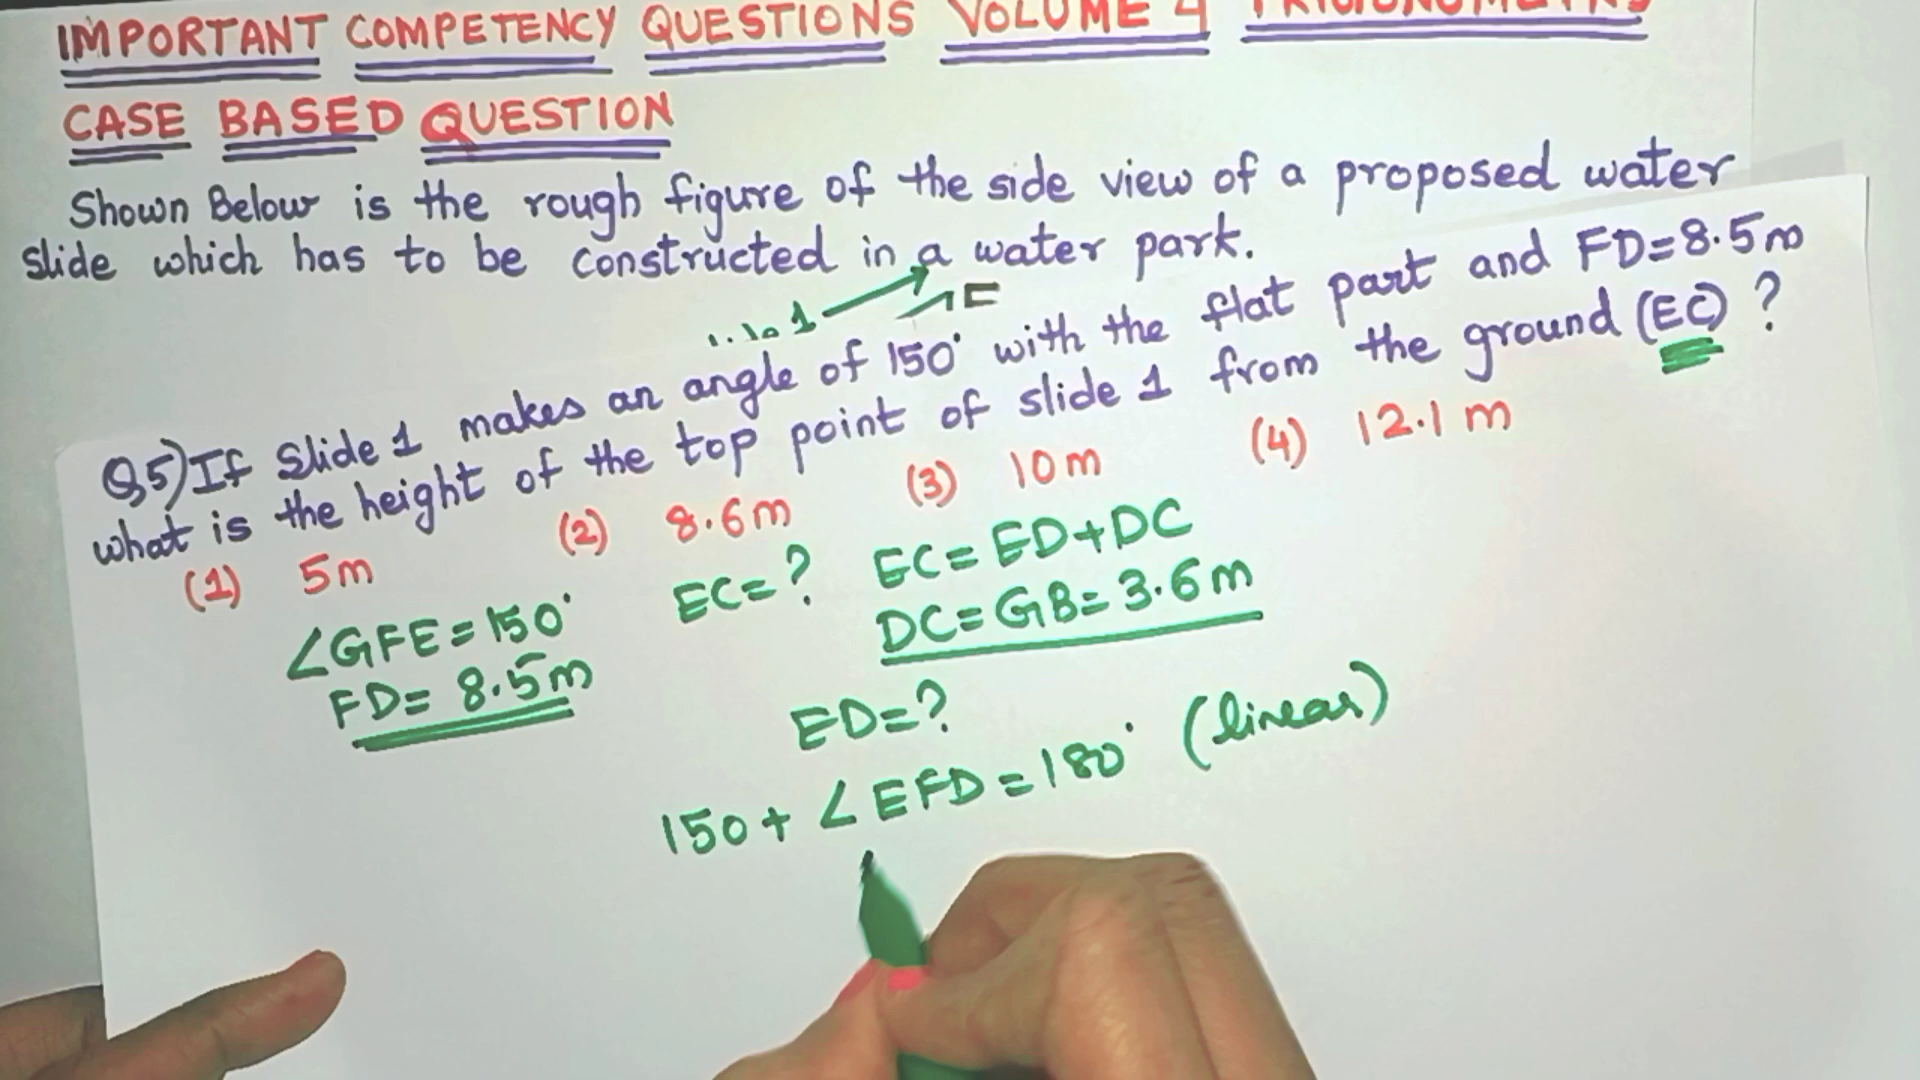 IMPORTANT COMPETENCY QUESTIONS VOLUME 4 TRIGONOMETRY
CASE BASED QUESTION
Shown Below is the rough figure of the side view of a proposed water
slide which has to be constructed in a water park.
Q5) If Slide 1 makes an angle of 150° with the flat part and FD=8.5m
what is the height of the top point of slide 1 from the ground (EC) ?
(1) 5m (2) 8.6m (3) 10m (4) 12.1 m
∠GFE=150° EC=? EC=ED+DC
FD= 8.5m DC=GB=3.6m
ED=?
150+ ∠EFD=180° (linear)